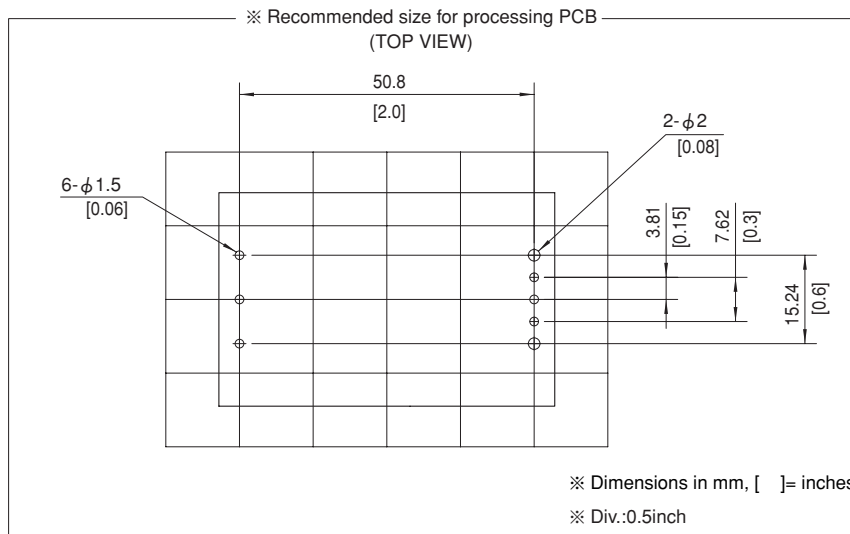 ※ Recommended size for processing PCB
(TOP VIEW)
50.8
[2.0]
2-ϕ2
[0.08]
6-ϕ1.5
[0.06]
3.81
[0.15]
7.62
[0.3]
15.24
[0.6]
※ Dimensions in mm, [ ]= inches
※ Div.:0.5inch